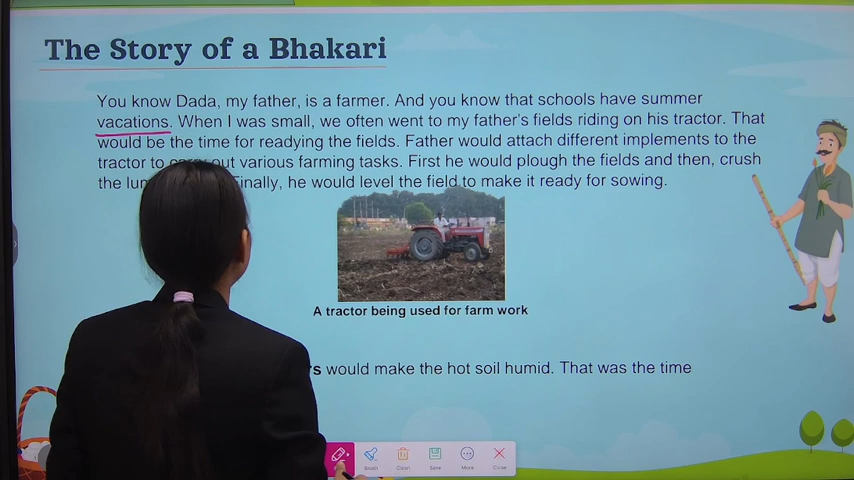 The Story of a Bhakari
You know Dada, my father, is a farmer. And you know that schools have summer
vacations. When I was small, we often went to my father's fields riding on his tractor. That
would be the time for readying the fields. Father would attach different implements to the
tractor to carry out various farming tasks. First he would plough the fields and then, crush
the Finally, he would level the field to make it ready for sowing.
A tractor being used for farm work
would make the hot soil humid. That was the time
Brush
Clean
Save
More
Close